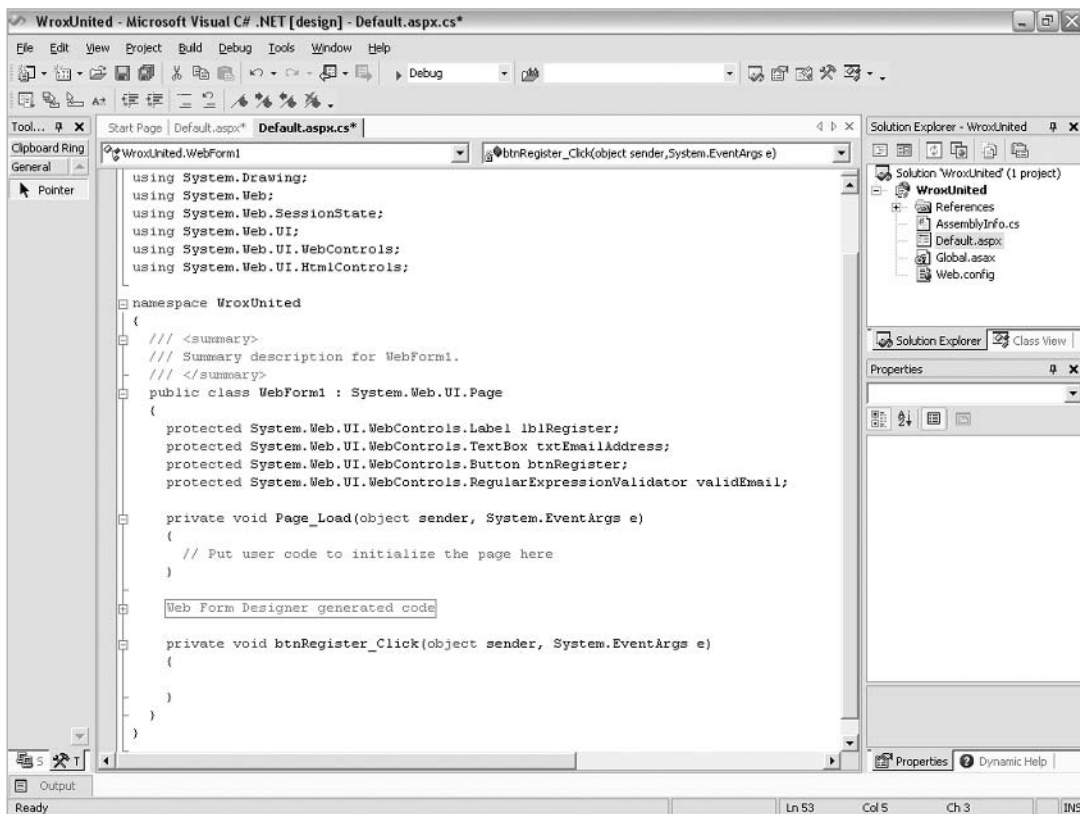 WroxUnited - Microsoft Visual C# .NET [design] - Default.aspx.cs*
File Edit View Project Build Debug Tools Window Help
Debug
Tool...
Start Page Default.aspx* Default.aspx.cs*
Solution Explorer - WroxUnited
Clipboard Ring
General
Pointer
WroxUnited.WebForm1
btnRegister_Click(object sender,System.EventArgs e)
using System.Drawing;
using System.Web;
using System.Web.SessionState;
using System.Web.UI;
using System.Web.UI.WebControls;
using System.Web.UI.HtmlControls;
namespace WroxUnited
{
/// <summary>
/// Summary description for WebForm1.
/// </summary>
public class WebForm1 : System.Web.UI.Page
{
protected System.Web.UI.WebControls.Label lblRegister;
protected System.Web.UI.WebControls.TextBox txtEmailAddress;
protected System.Web.UI.WebControls.Button btnRegister;
protected System.Web.UI.WebControls.RegularExpressionValidator validEmail;
private void Page_Load(object sender, System.EventArgs e)
{
// Put user code to initialize the page here
}
Web Form Designer generated code
private void btnRegister_Click(object sender, System.EventArgs e)
{
}
}
}
Solution 'WroxUnited' (1 project)
WroxUnited
References
AssemblyInfo.cs
Default.aspx
Global.asax
Web.config
Solution Explorer Class View
Properties
Properties Dynamic Help
S T
Output
Ready
Ln 53 Col 5 Ch 3 INS